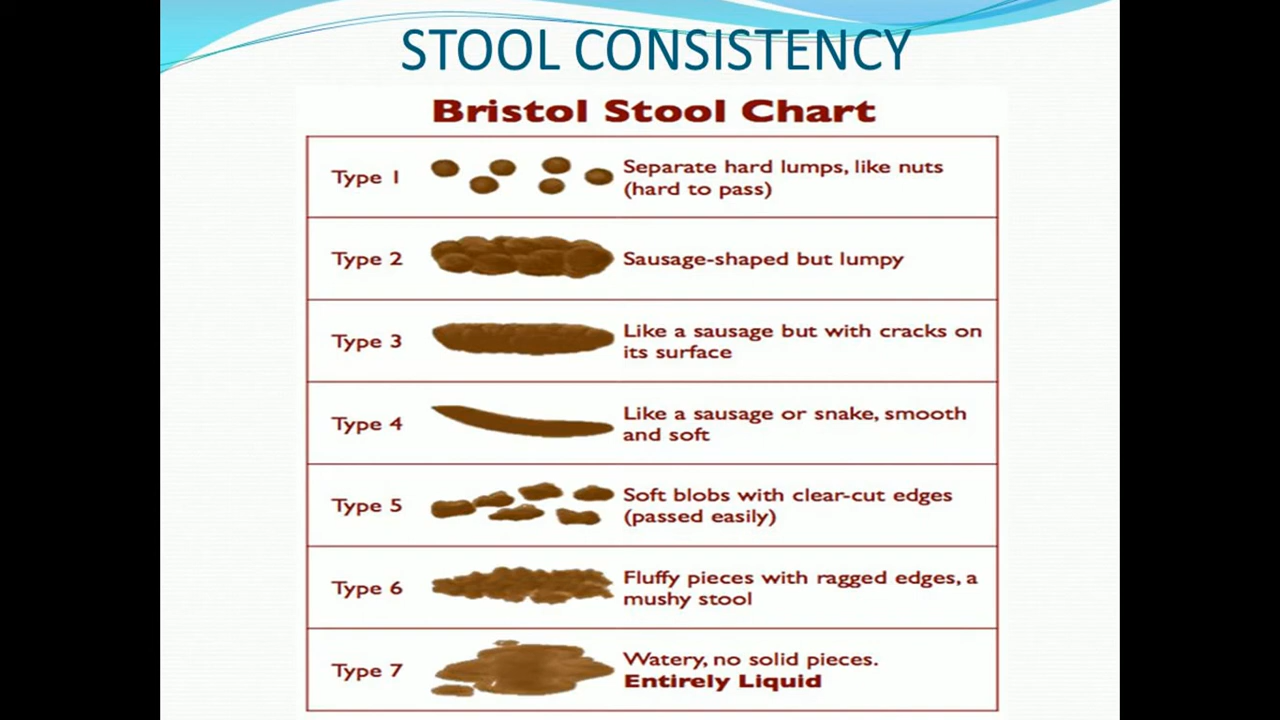 STOOL CONSISTENCY
Bristol Stool Chart
Type 1
Separate hard lumps, like nuts
(hard to pass)
Type 2
Sausage-shaped but lumpy
Type 3
Like a sausage but with cracks on
its surface
Type 4
Like a sausage or snake, smooth
and soft
Type 5
Soft blobs with clear-cut edges
(passed easily)
Type 6
Fluffy pieces with ragged edges, a
mushy stool
Type 7
Watery, no solid pieces.
Entirely Liquid